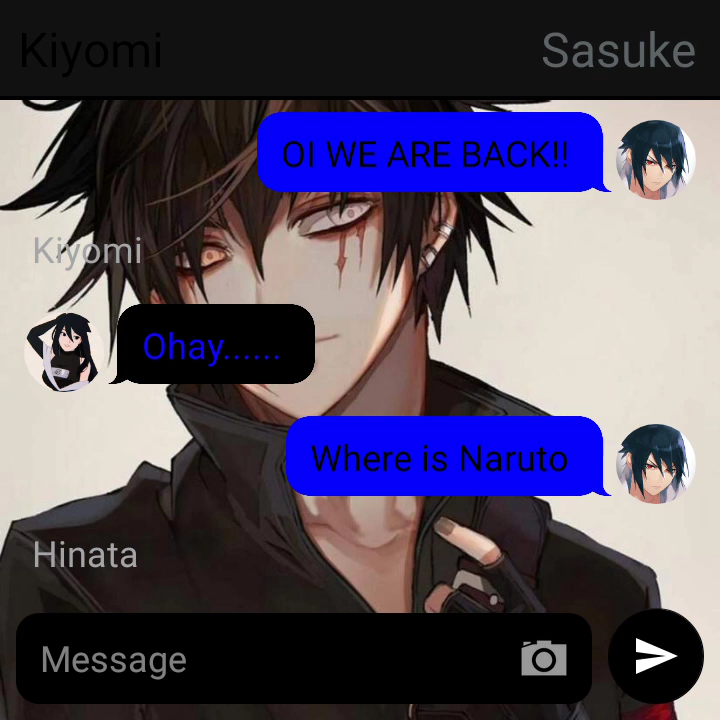 Kiyomi
Sasuke
OI WE ARE BACK!!
Kiyomi
Ohay......
Where is Naruto
Hinata
Message